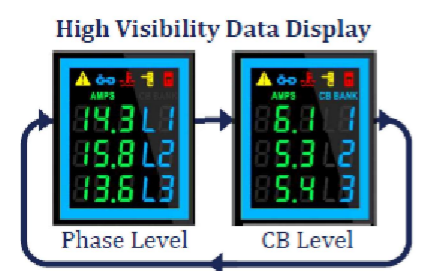 High Visibility Data Display
AMPS
14.3 L1
15.8 L2
13.6 L3
Phase Level
AMPS CB BANK
6.1 1
5.3 2
5.4 3
CB Level